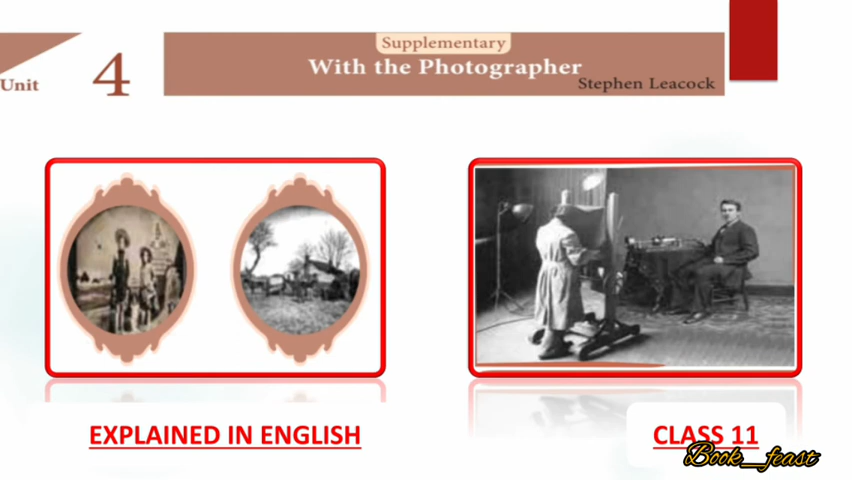 Supplementary
Unit 4
With the Photographer
Stephen Leacock
EXPLAINED IN ENGLISH
CLASS 11
Book_feast